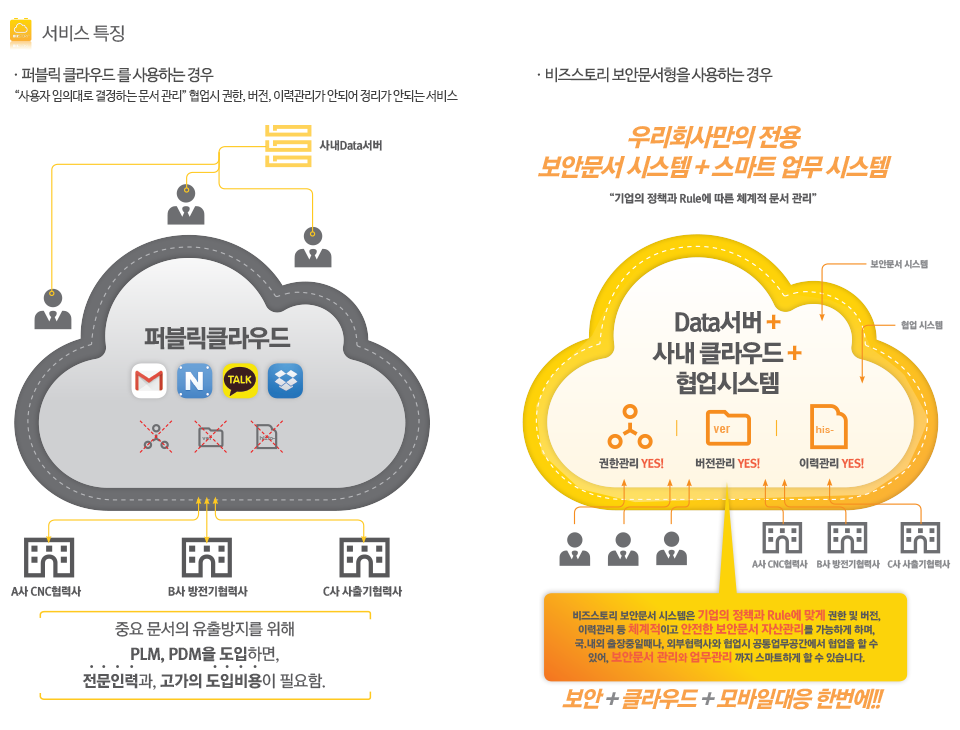 서비스 특징
· 퍼블릭 클라우드 를 사용하는 경우
“사용자 임의대로 결정하는 문서 관리” 협업시 권한, 버전, 이력관리가 안되어 정리가 안되는 서비스
사내Data서버
퍼블릭클라우드
N
TALK
ver
his-
A사 CNC협력사
B사 방전기협력사
C사 사출기협력사
중요 문서의 유출방지를 위해
PLM, PDM을 도입하면,
전문인력과, 고가의 도입비용이 필요함.
· 비즈스토리 보안문서형을 사용하는 경우
우리회사만의 전용
보안문서 시스템 + 스마트 업무 시스템
“기업의 정책과 Rule에 따른 체계적 문서 관리”
보안문서 시스템
협업 시스템
Data서버 +
사내 클라우드 +
협업시스템
ver
his-
권한관리 YES!
버전관리 YES!
이력관리 YES!
A사 CNC협력사
B사 방전기협력사
C사 사출기협력사
비즈스토리 보안문서 시스템은 기업의 정책과 Rule에 맞게 권한 및 버전,
이력관리 등 체계적이고 안전한 보안문서 자산관리를 가능하게 하며,
국.내외 출장중일때나, 외부협력사와 협업시 공통업무공간에서 협업을 할 수
있어, 보안문서 관리와 업무관리 까지 스마트하게 할 수 있습니다.
보안 + 클라우드 + 모바일대응 한번에!!